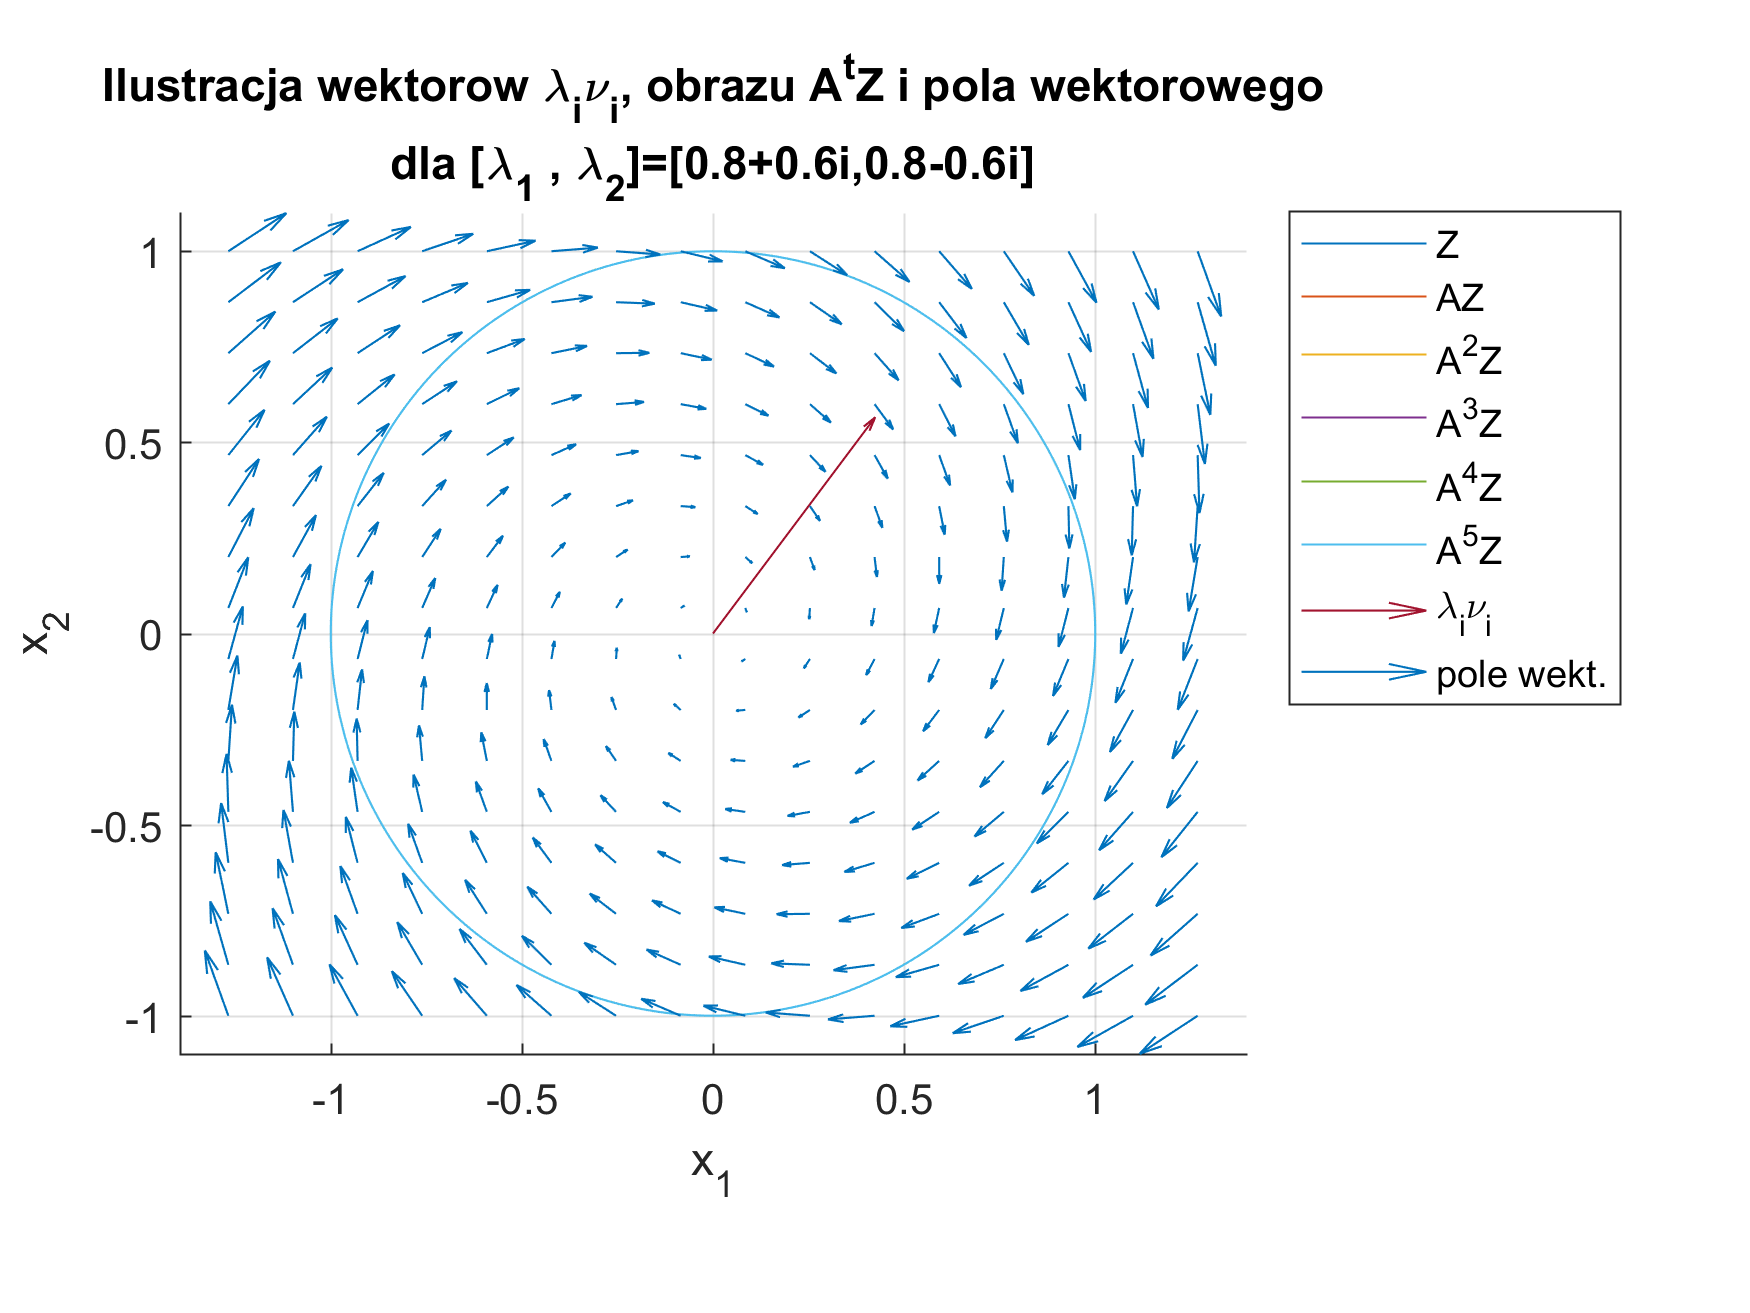 Ilustracja wektorow λᵢνᵢ, obrazu AᵗZ i pola wektorowego
dla [λ₁ , λ₂]=[0.8+0.6i,0.8-0.6i]
1
0.5
0
-0.5
-1
x₂
-1
-0.5
0
0.5
1
x₁
Z
AZ
A²Z
A³Z
A⁴Z
A⁵Z
λᵢνᵢ
pole wekt.